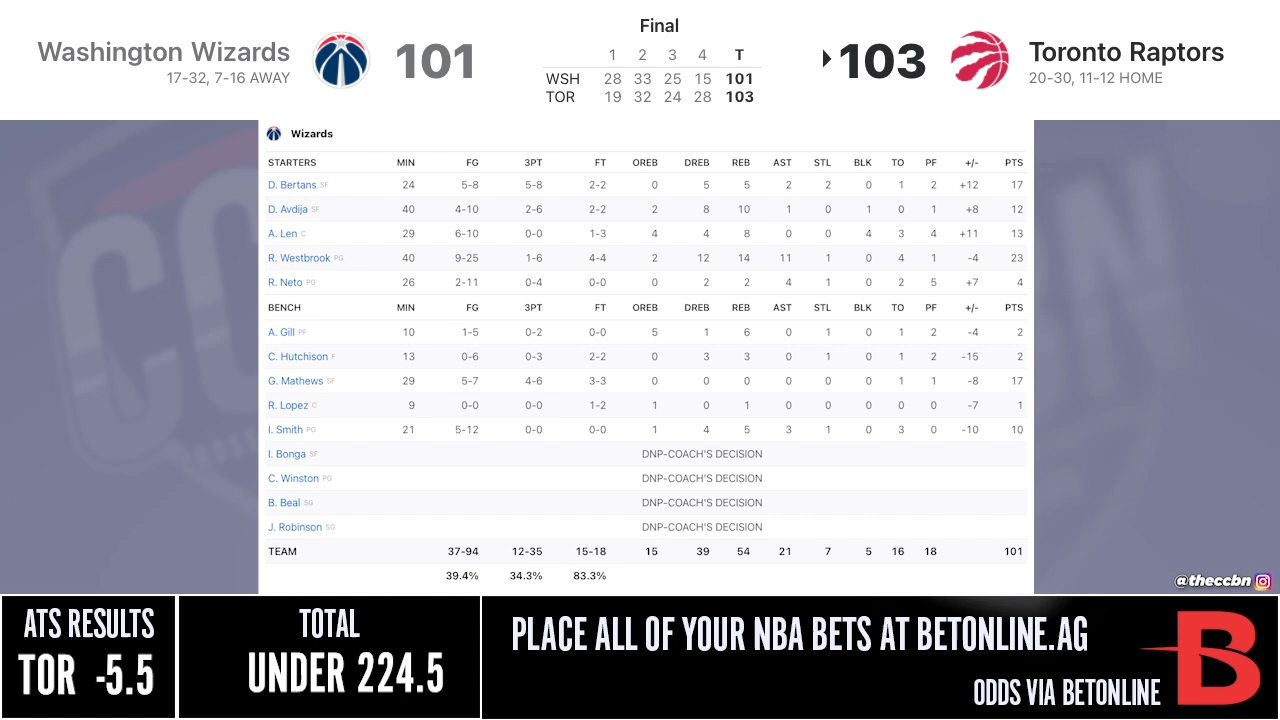 Final
Washington Wizards 101 103 Toronto Raptors
17-32, 7-16 AWAY 20-30, 11-12 HOME
1 2 3 4 T
WSH 28 33 25 15 101
TOR 19 32 24 28 103
Wizards
STARTERS MIN FG 3PT FT OREB DREB REB AST STL BLK TO PF +/- PTS
D. Bertans SF 24 5-8 5-8 2-2 0 5 5 2 2 0 1 2 +12 17
D. Avdija SF 40 4-10 2-6 2-2 2 8 10 1 0 1 0 1 +8 12
A. Len C 29 6-10 0-0 1-3 4 4 8 0 0 4 3 4 +11 13
R. Westbrook PG 40 9-25 1-6 4-4 2 12 14 11 1 0 4 1 -4 23
R. Neto PG 26 2-11 0-4 0-0 0 2 2 4 1 0 2 5 +7 4
BENCH MIN FG 3PT FT OREB DREB REB AST STL BLK TO PF +/- PTS
A. Gill PF 10 1-5 0-2 0-0 5 1 6 0 1 0 1 2 -4 2
C. Hutchison F 13 0-6 0-3 2-2 0 3 3 0 1 0 1 2 -15 2
G. Mathews SF 29 5-7 4-6 3-3 0 0 0 0 0 0 1 1 -8 17
R. Lopez C 9 0-0 0-0 1-2 1 0 1 0 0 0 0 0 -7 1
I. Smith PG 21 5-12 0-0 0-0 1 4 5 3 1 0 3 0 -10 10
I. Bonga SF DNP-COACH'S DECISION
C. Winston PG DNP-COACH'S DECISION
B. Beal SG DNP-COACH'S DECISION
J. Robinson SG DNP-COACH'S DECISION
TEAM 37-94 12-35 15-18 15 39 54 21 7 5 16 18 101
39.4% 34.3% 83.3%
@theccbn
ATS RESULTS
TOR -5.5
TOTAL
UNDER 224.5
PLACE ALL OF YOUR NBA BETS AT BETONLINE.AG
ODDS VIA BETONLINE
B